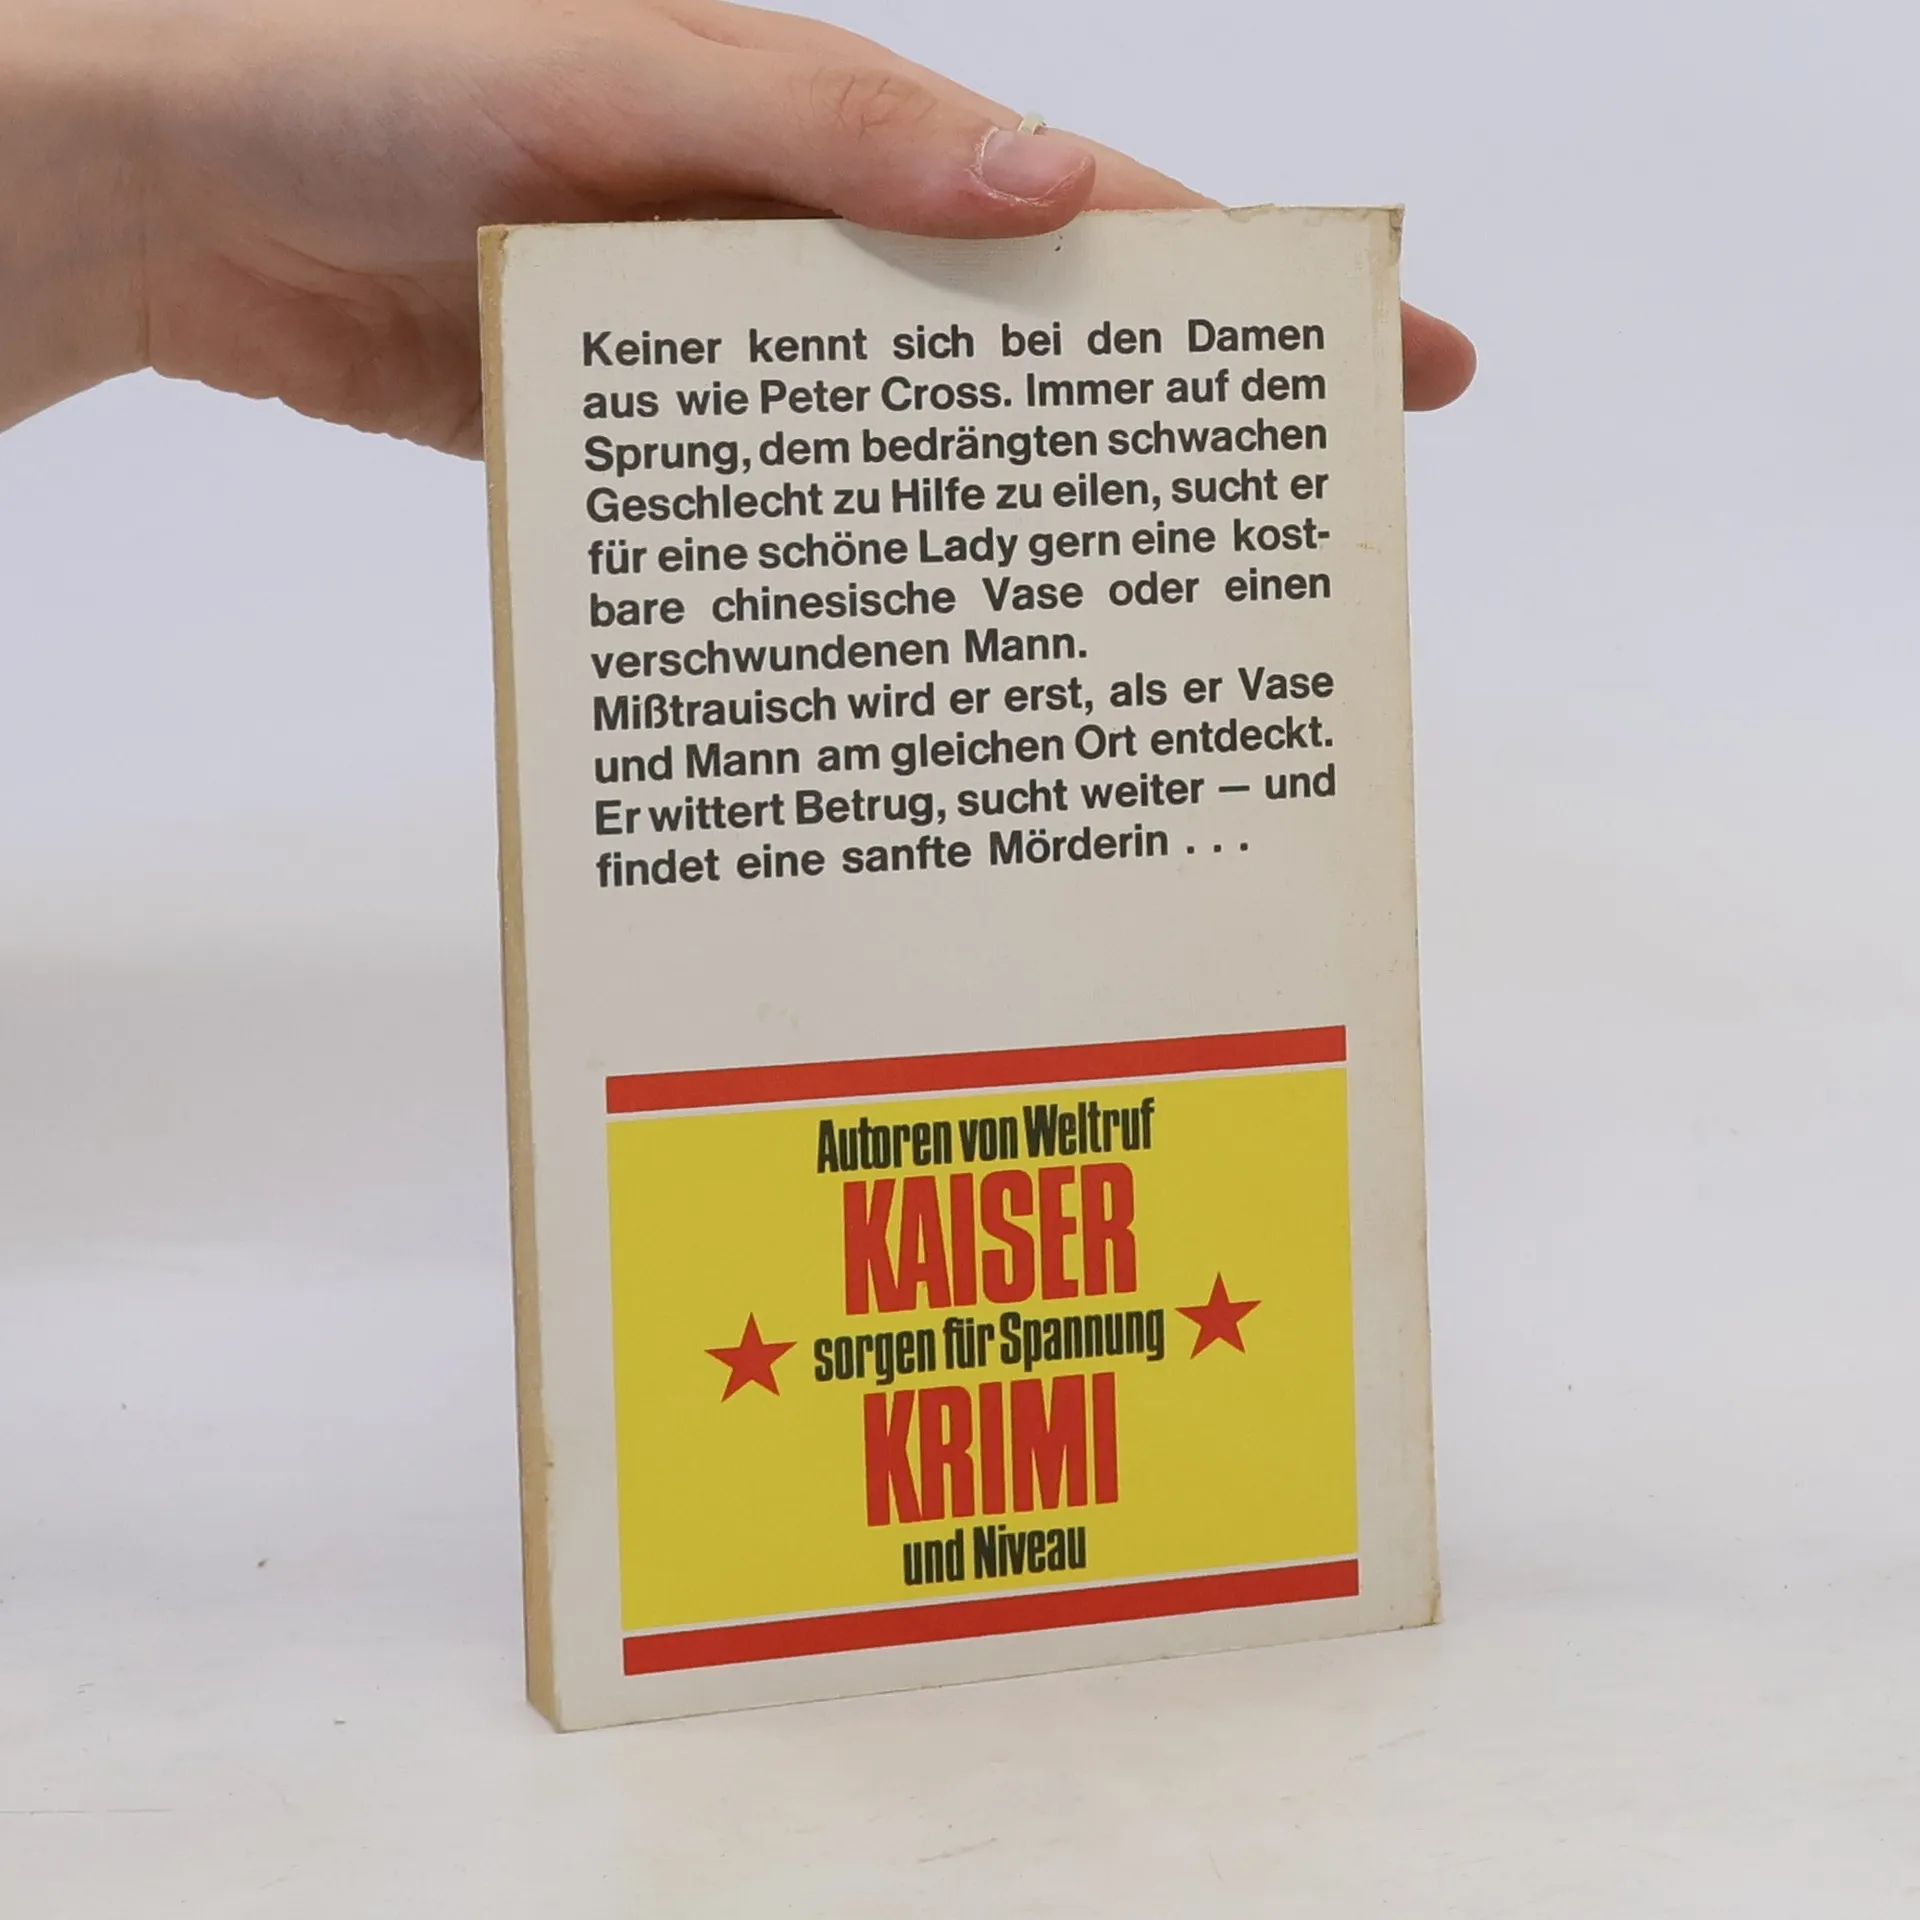 Keiner kennt sich bei den Damen
aus wie Peter Cross. Immer auf dem
Sprung, dem bedrängten schwachen
Geschlecht zu Hilfe zu eilen, sucht er
für eine schöne Lady gern eine kost-
bare chinesische Vase oder einen
verschwundenen Mann.
Mißtrauisch wird er erst, als er Vase
und Mann am gleichen Ort entdeckt.
Er wittert Betrug, sucht weiter — und
findet eine sanfte Mörderin . . .
Autoren von Weltruf
KAISER
sorgen für Spannung
KRIMI
und Niveau